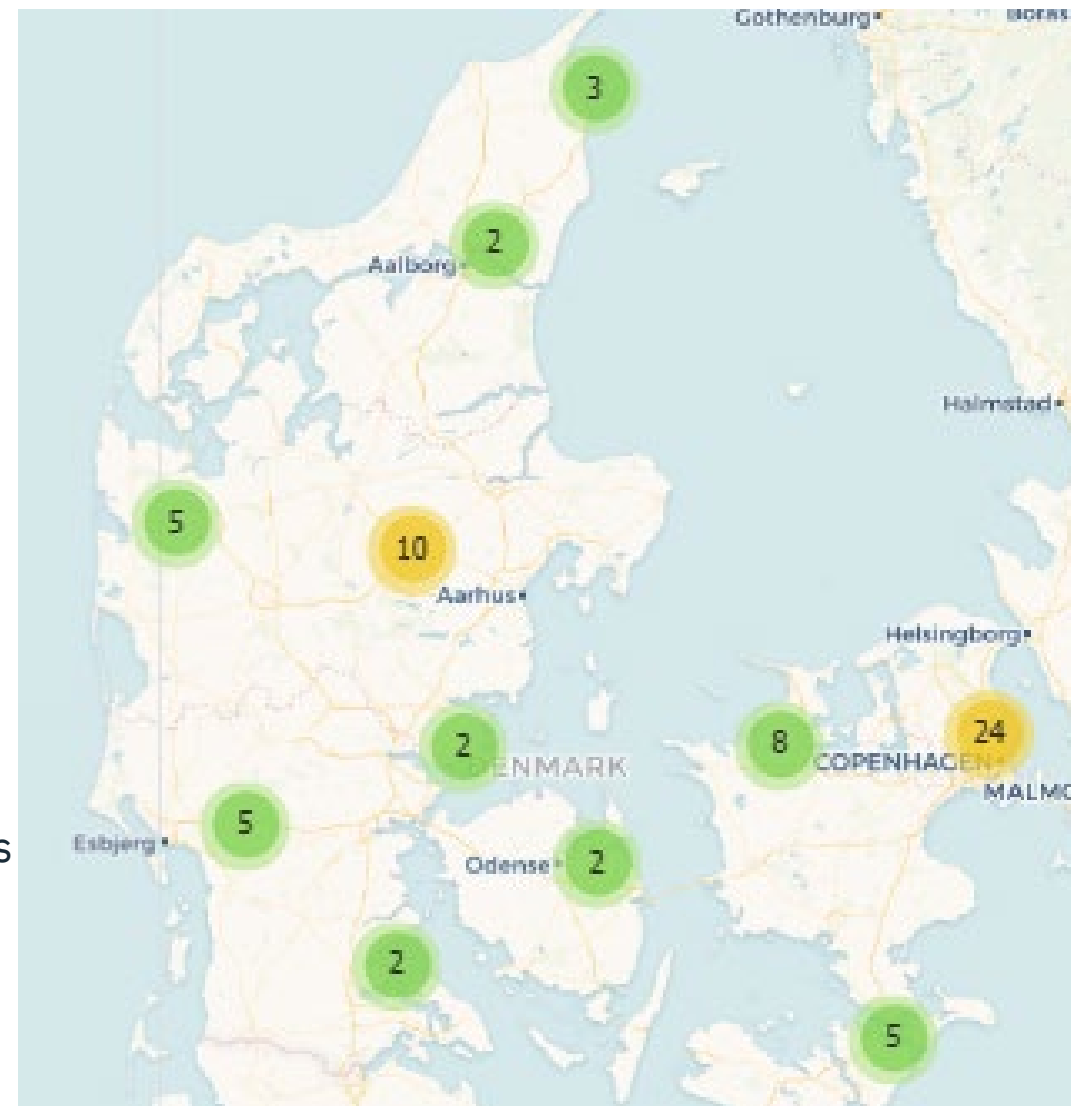 Gothenburg
Borås
3
2
Aalborg
Halmstad
5
10
Aarhus
Helsingborg
24
8
2
COPENHAGEN
DENMARK
MALMÖ
5
Esbjerg
s
Odense
2
2
5